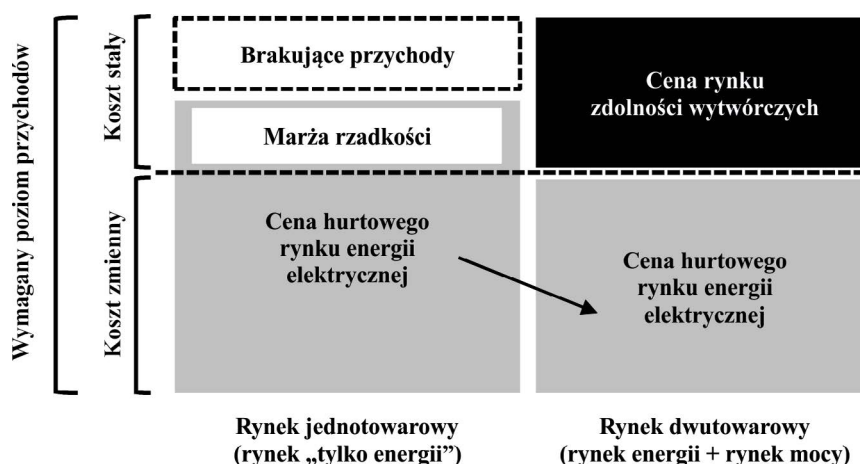 Wymagany poziom przychodów
Koszt stały
Koszt zmienny
Brakujące przychody
Marża rzadkości
Cena hurtowego
rynku energii
elektrycznej
Cena rynku
zdolności wytwórczych
Cena hurtowego
rynku energii
elektrycznej
Rynek jednotowarowy
(rynek „tylko energii”)
Rynek dwutowarowy
(rynek energii + rynek mocy)